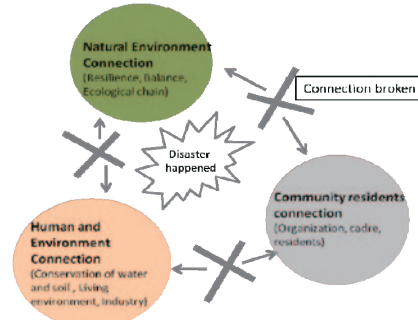 Natural Environment
Connection
(Resilience, Balance,
Ecological chain)
Connection broken
Disaster
happened
Community residents
connection
(Organization, cadre,
residents)
Human and
Environment
Connection
(Conservation of water
and soil , Living
environment, Industry)